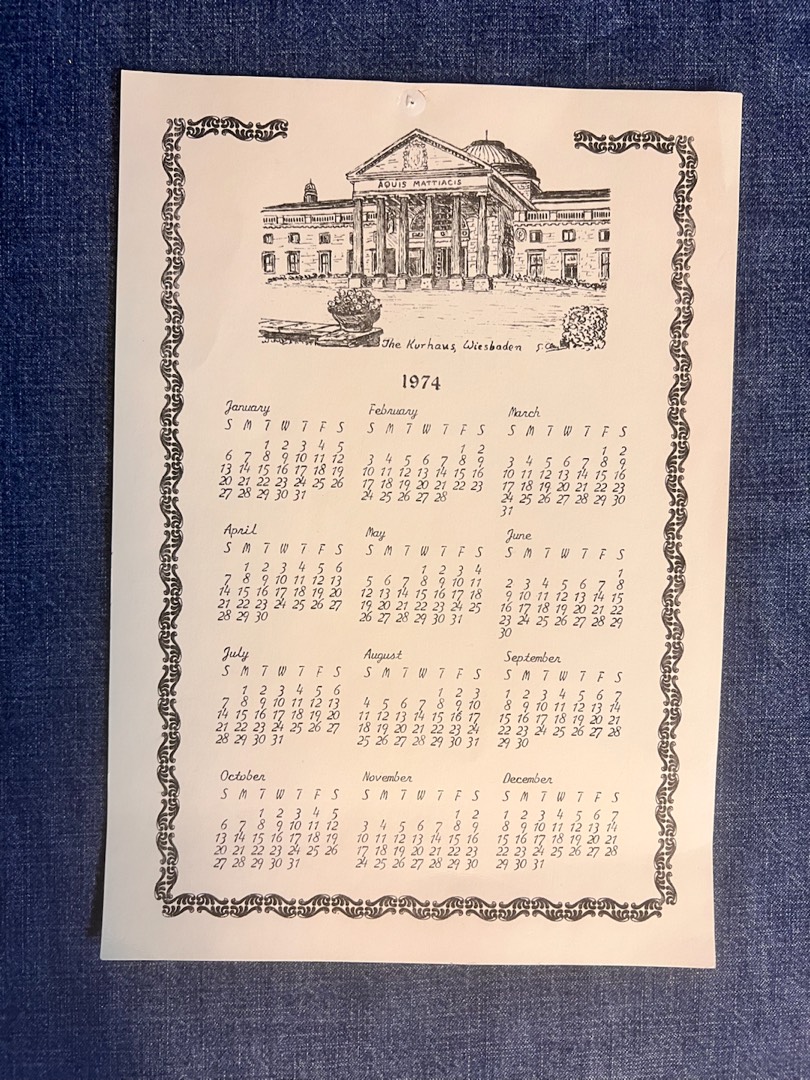 AQUIS MATTIACIS
The Kurhaus, Wiesbaden
1974
January
S M T W T F S
1 2 3 4 5
6 7 8 9 10 11 12
13 14 15 16 17 18 19
20 21 22 23 24 25 26
27 28 29 30 31
February
S M T W T F S
1 2
3 4 5 6 7 8 9
10 11 12 13 14 15 16
17 18 19 20 21 22 23
24 25 26 27 28
March
S M T W T F S
1 2
3 4 5 6 7 8 9
10 11 12 13 14 15 16
17 18 19 20 21 22 23
24 25 26 27 28 29 30
31
April
S M T W T F S
1 2 3 4 5 6
7 8 9 10 11 12 13
14 15 16 17 18 19 20
21 22 23 24 25 26 27
28 29 30
May
S M T W T F S
1 2 3 4
5 6 7 8 9 10 11
12 13 14 15 16 17 18
19 20 21 22 23 24 25
26 27 28 29 30 31
June
S M T W T F S
1
2 3 4 5 6 7 8
9 10 11 12 13 14 15
16 17 18 19 20 21 22
23 24 25 26 27 28 29
30
July
S M T W T F S
1 2 3 4 5 6
7 8 9 10 11 12 13
14 15 16 17 18 19 20
21 22 23 24 25 26 27
28 29 30 31
August
S M T W T F S
1 2 3
4 5 6 7 8 9 10
11 12 13 14 15 16 17
18 19 20 21 22 23 24
25 26 27 28 29 30 31
September
S M T W T F S
1 2 3 4 5 6 7
8 9 10 11 12 13 14
15 16 17 18 19 20 21
22 23 24 25 26 27 28
29 30
October
S M T W T F S
1 2 3 4 5
6 7 8 9 10 11 12
13 14 15 16 17 18 19
20 21 22 23 24 25 26
27 28 29 30 31
November
S M T W T F S
1 2
3 4 5 6 7 8 9
10 11 12 13 14 15 16
17 18 19 20 21 22 23
24 25 26 27 28 29 30
December
S M T W T F S
1 2 3 4 5 6 7
8 9 10 11 12 13 14
15 16 17 18 19 20 21
22 23 24 25 26 27 28
29 30 31